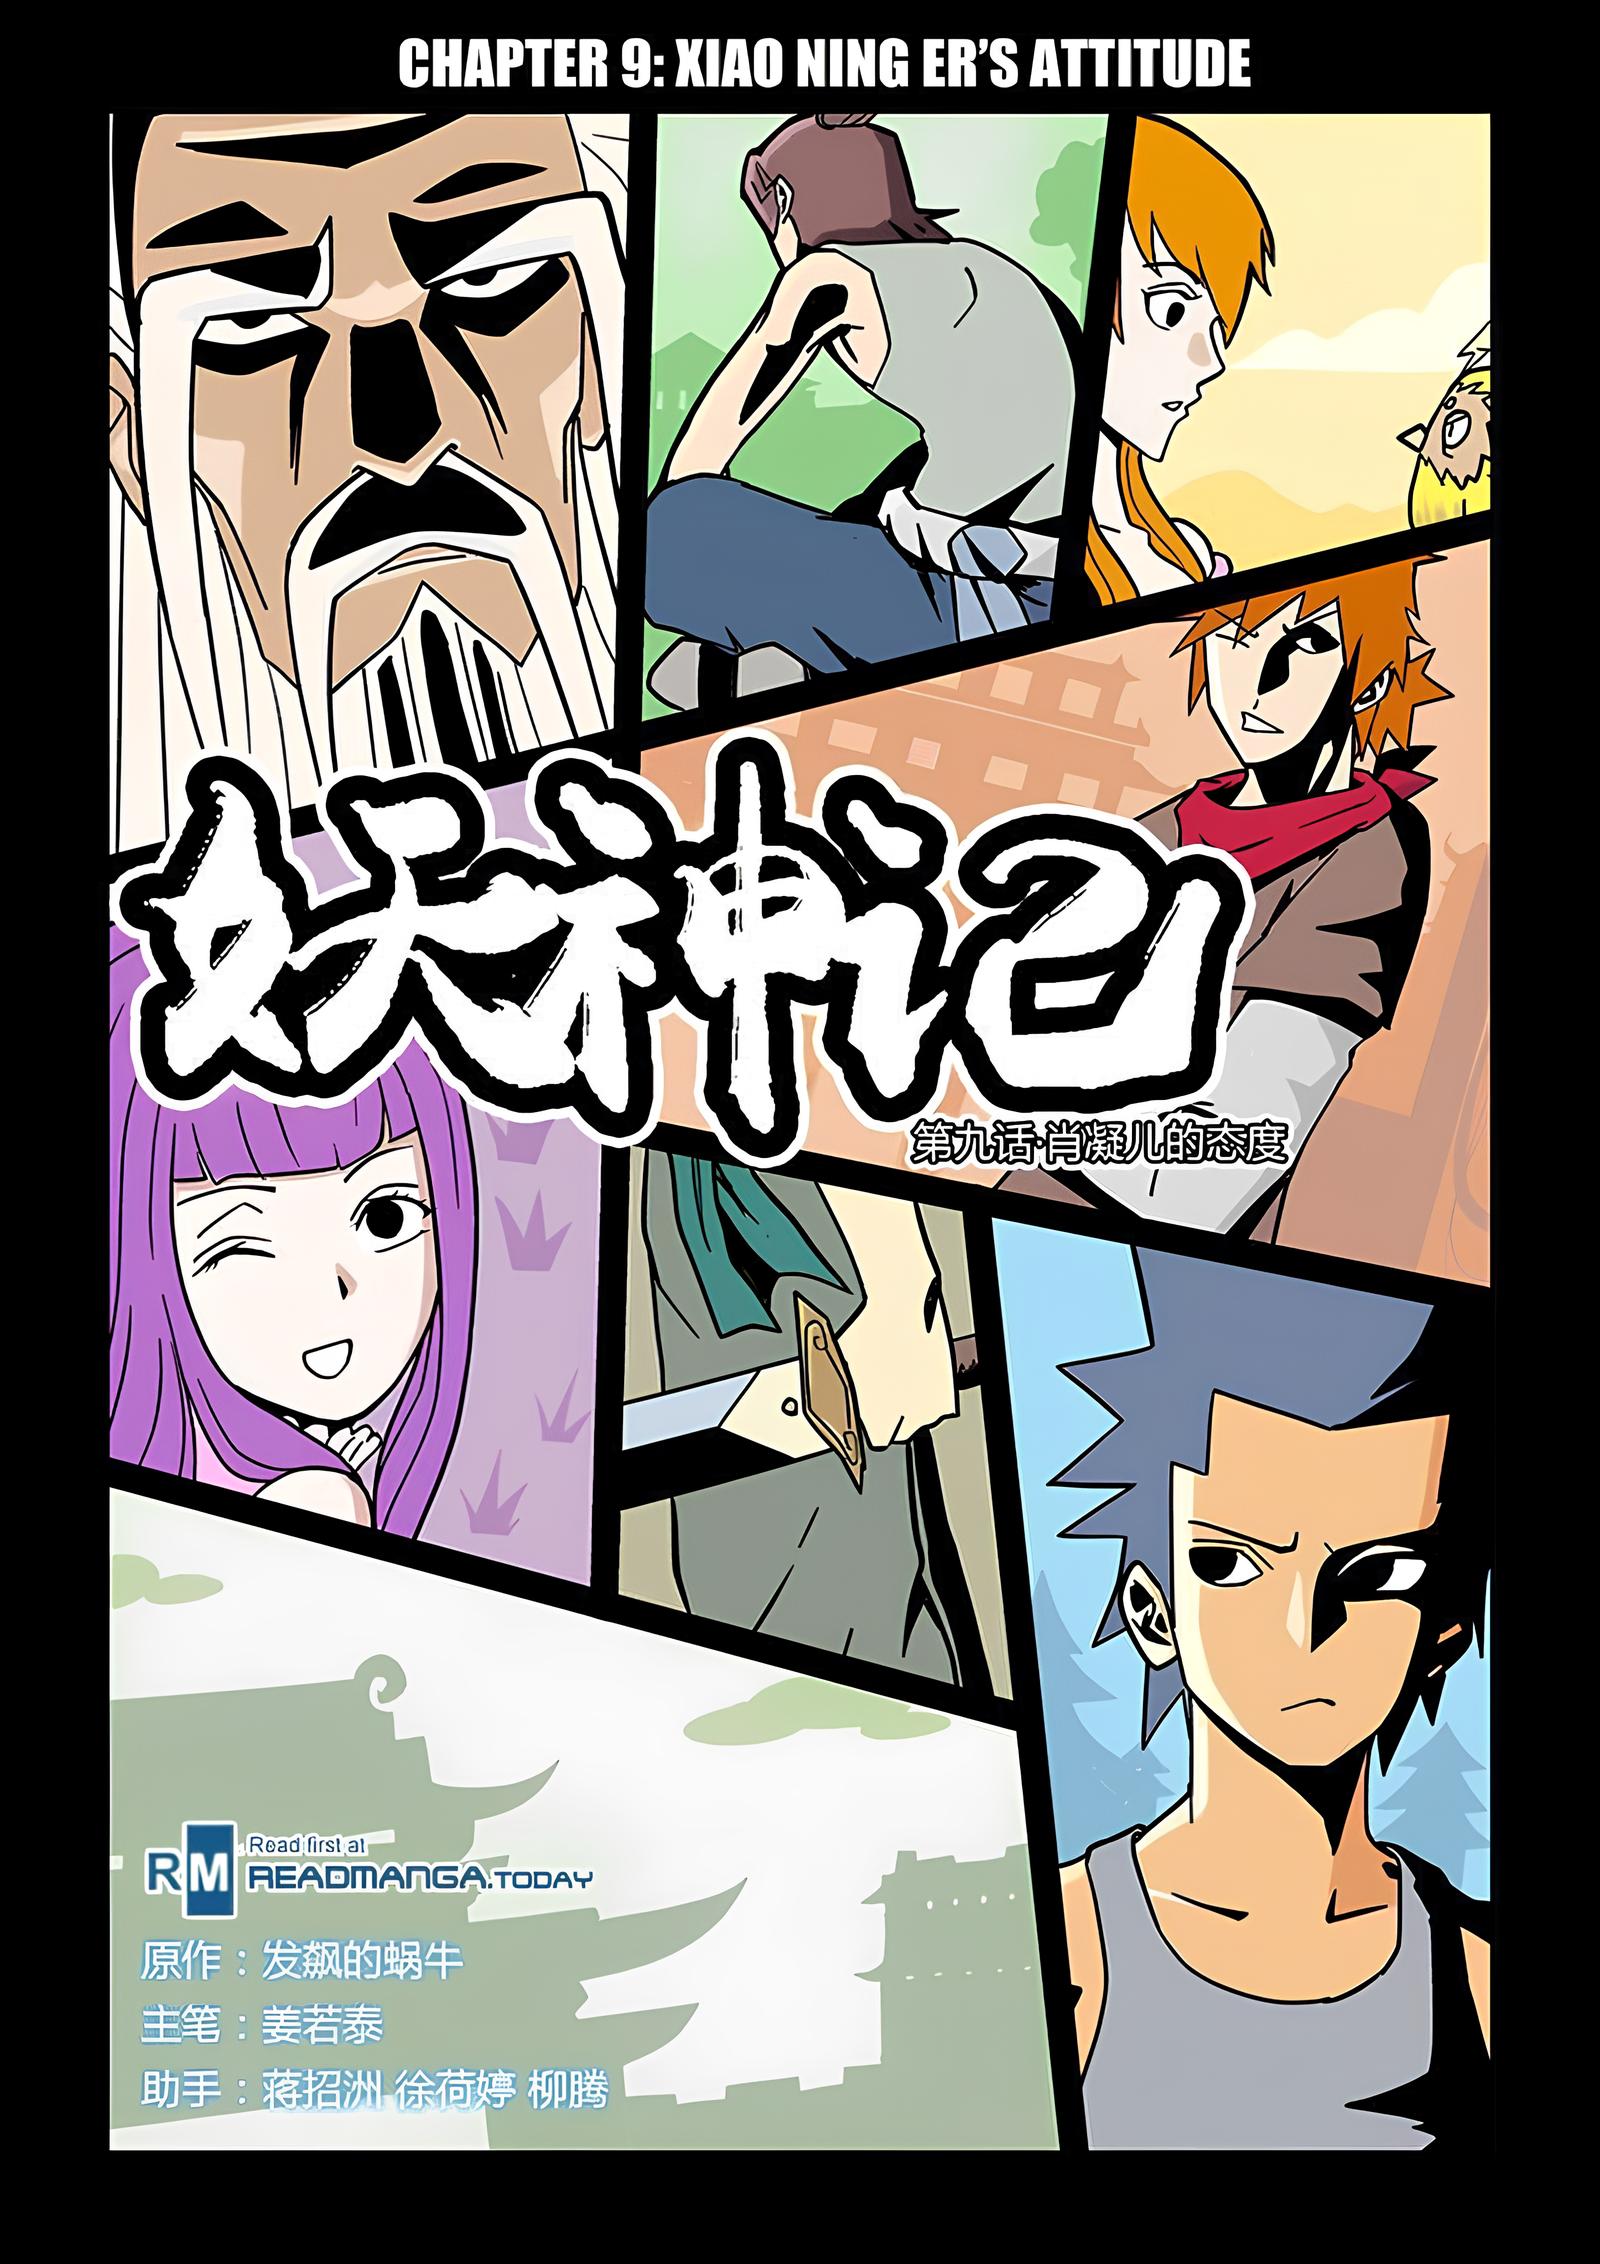 CHAPTER 9: XIAO NING ER'S ATTITUDE
妖神记
第九话·肖凝儿的态度
RM Read first at
READMANGA.TODAY
原作：发飙的蜗牛
主笔：姜若泰
助手：蒋招洲 徐荷婷 柳腾